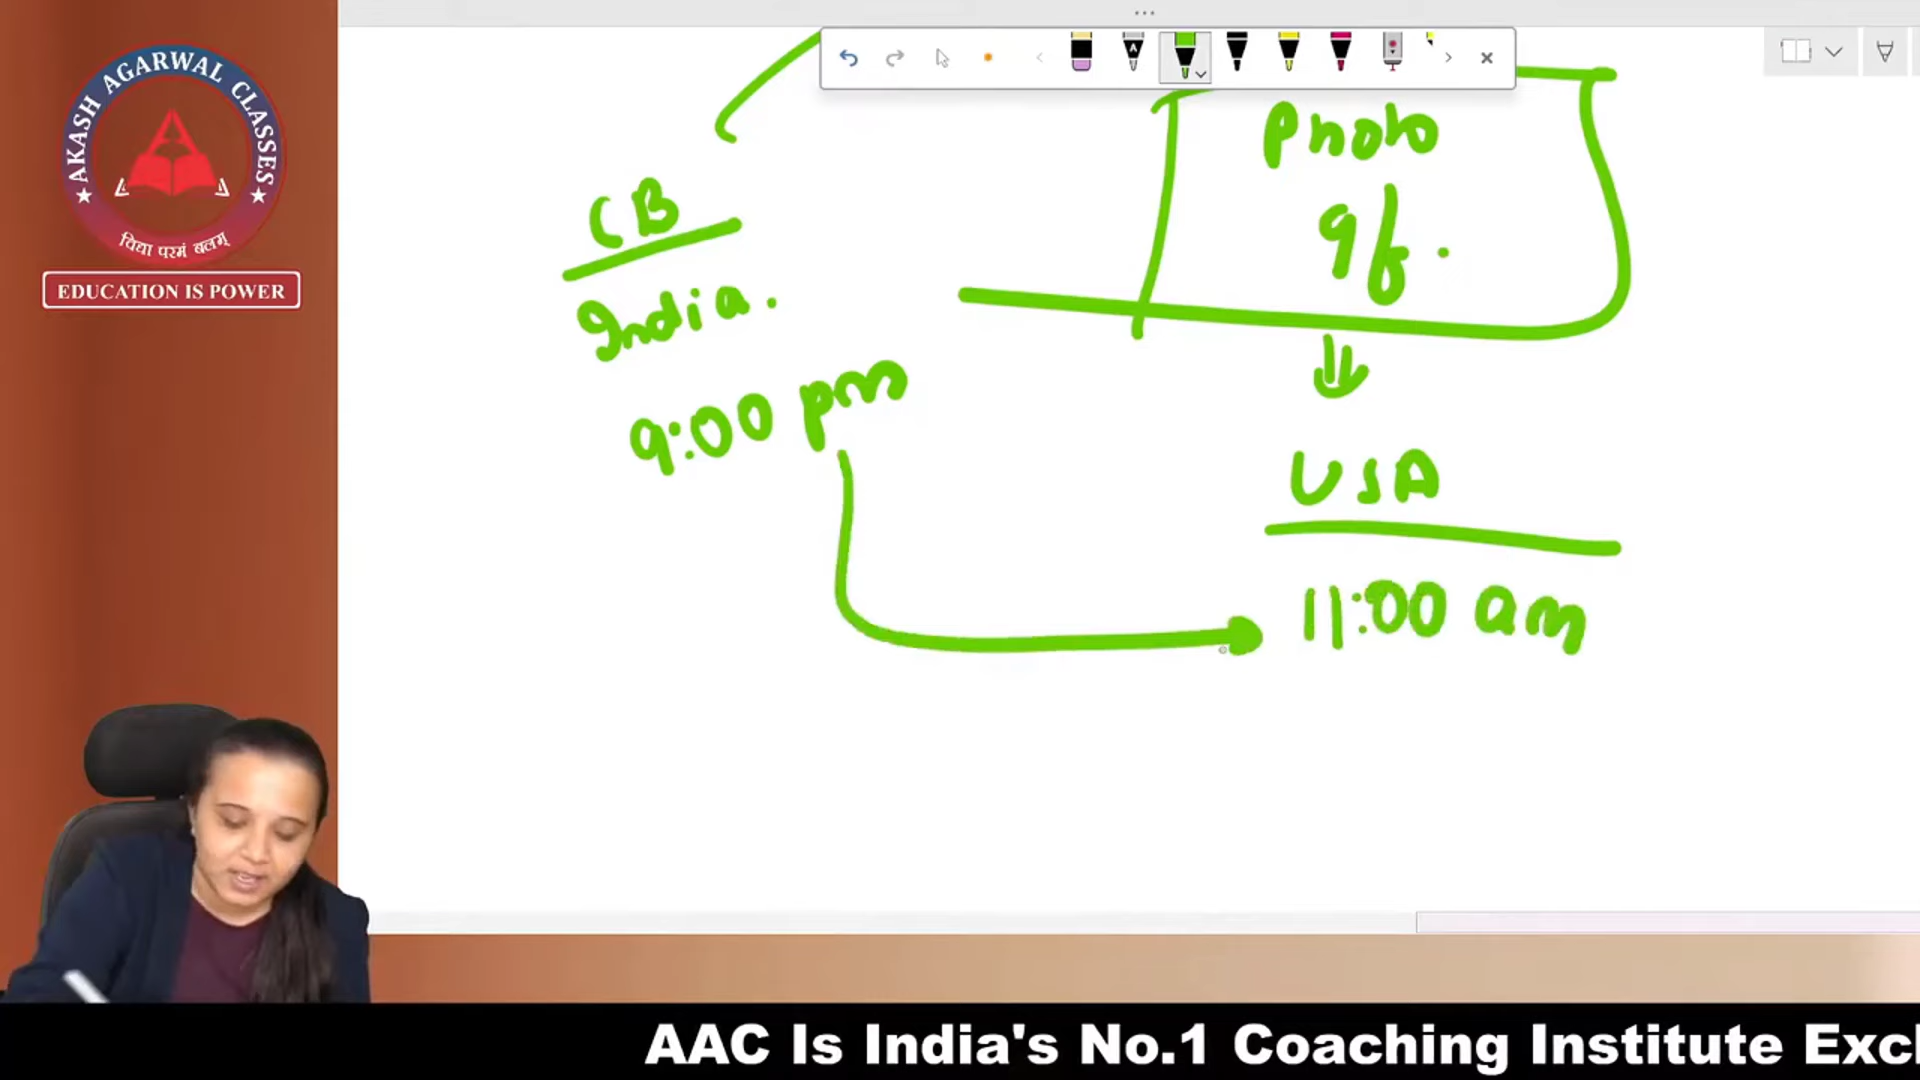 AKASH AGARWAL CLASSES
विद्या परमं बलम्
EDUCATION IS POWER
Photo
CB
India.
9:00 pm
USA
11:00 am
AAC Is India's No.1 Coaching Institute Excl